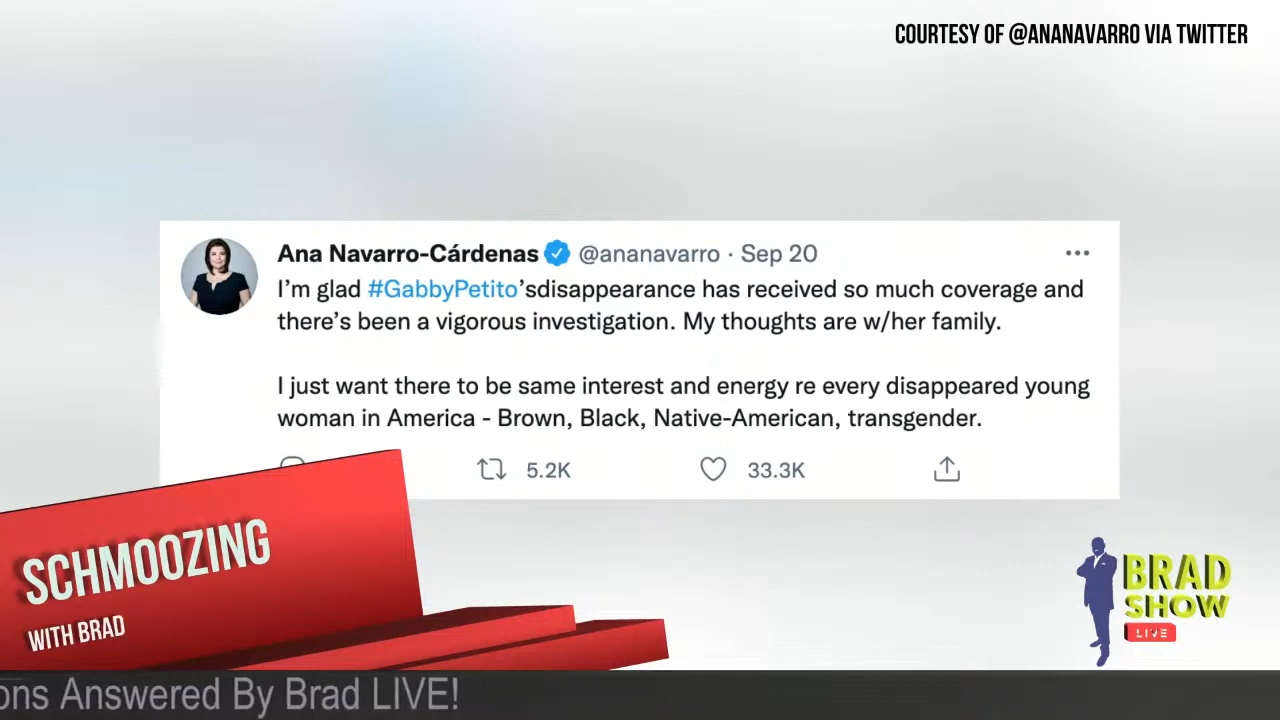 COURTESY OF @ANANAVARRO VIA TWITTER
Ana Navarro-Cárdenas @ananavarro · Sep 20
I'm glad #GabbyPetito'sdisappearance has received so much coverage and
there's been a vigorous investigation. My thoughts are w/her family.
I just want there to be same interest and energy re every disappeared young
woman in America - Brown, Black, Native-American, transgender.
5.2K 33.3K
SCHMOOZING
WITH BRAD
BRAD
SHOW
LIVE
ons Answered By Brad LIVE!